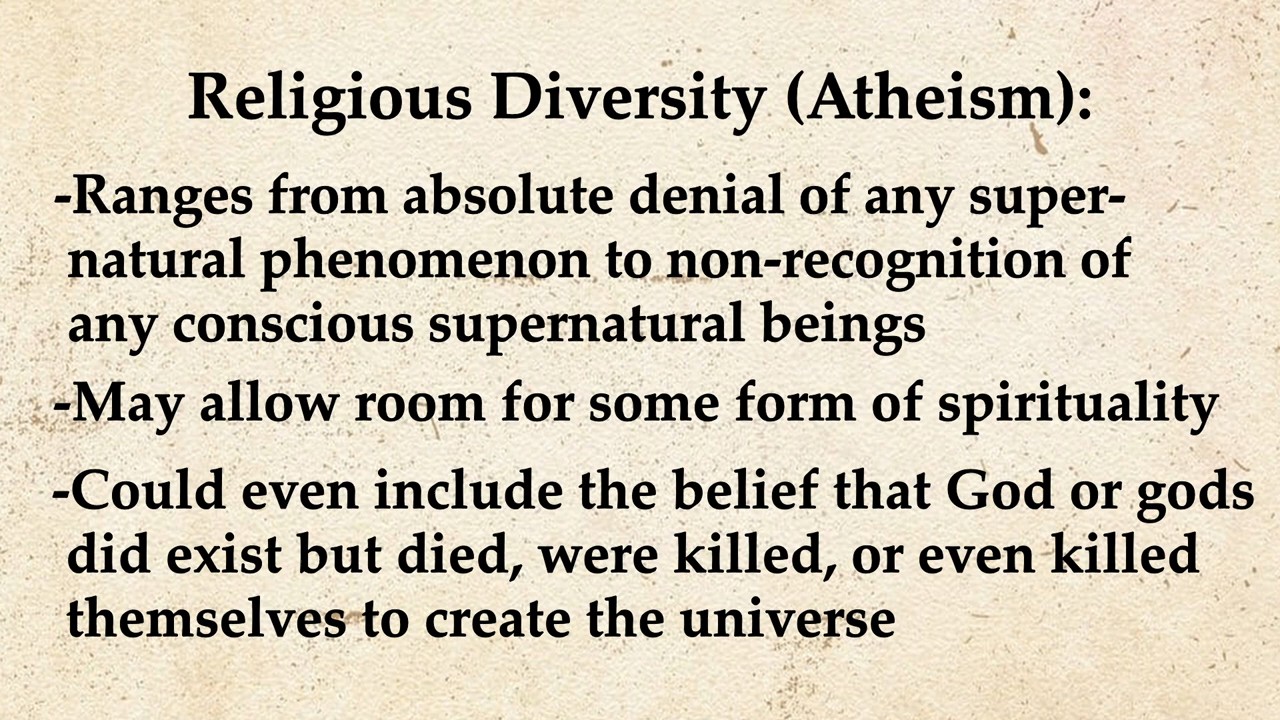 Religious Diversity (Atheism):
-Ranges from absolute denial of any super-
natural phenomenon to non-recognition of
any conscious supernatural beings
-May allow room for some form of spirituality
-Could even include the belief that God or gods
did exist but died, were killed, or even killed
themselves to create the universe